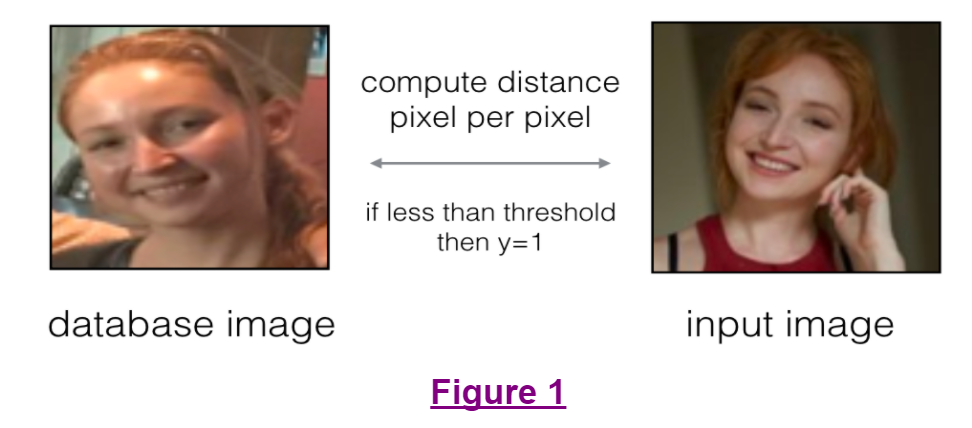 compute distance
pixel per pixel
if less than threshold
then y=1
database image
input image
Figure 1